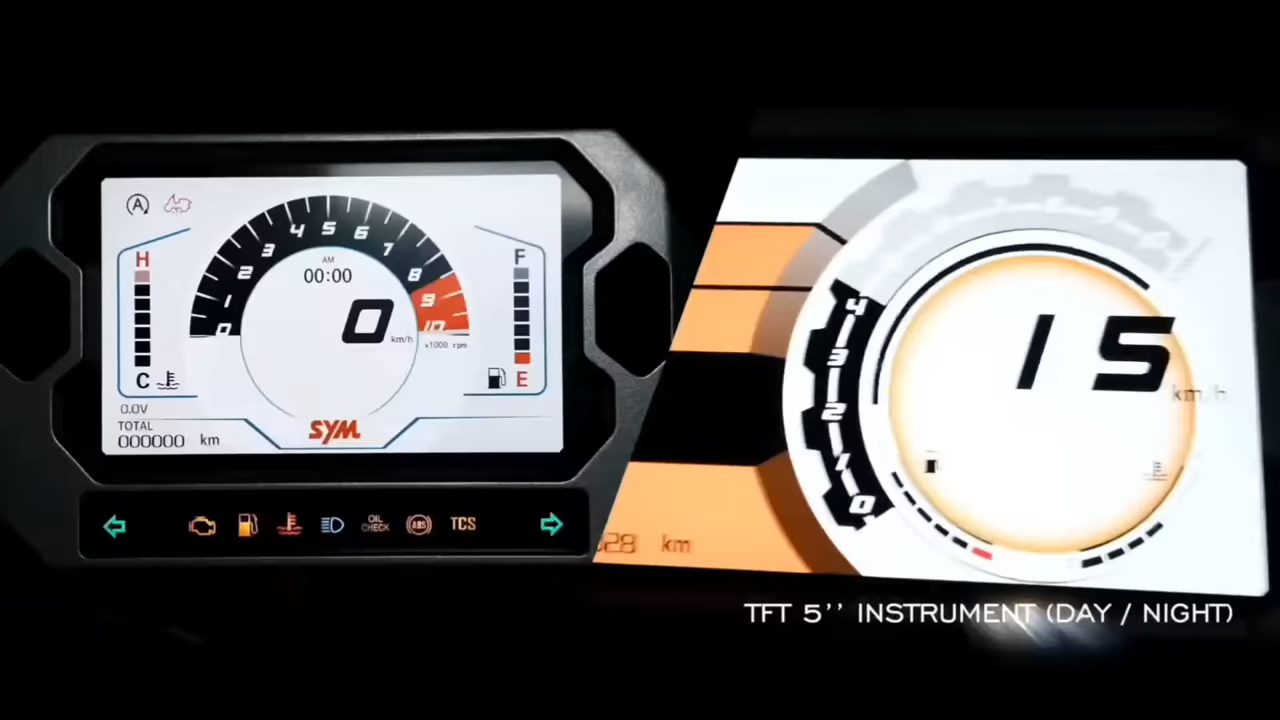 A
H
C
0.0V
TOTAL
000000 km
0 1 2 3 4 5 6 7 8 9 10
AM
00:00
0 km/h
x1000 rpm
SYM
F
E
OIL
CHECK
ABS
TCS
4
3
2
1
0
15
km/h
28 km
TFT 5’’ INSTRUMENT (DAY / NIGHT)